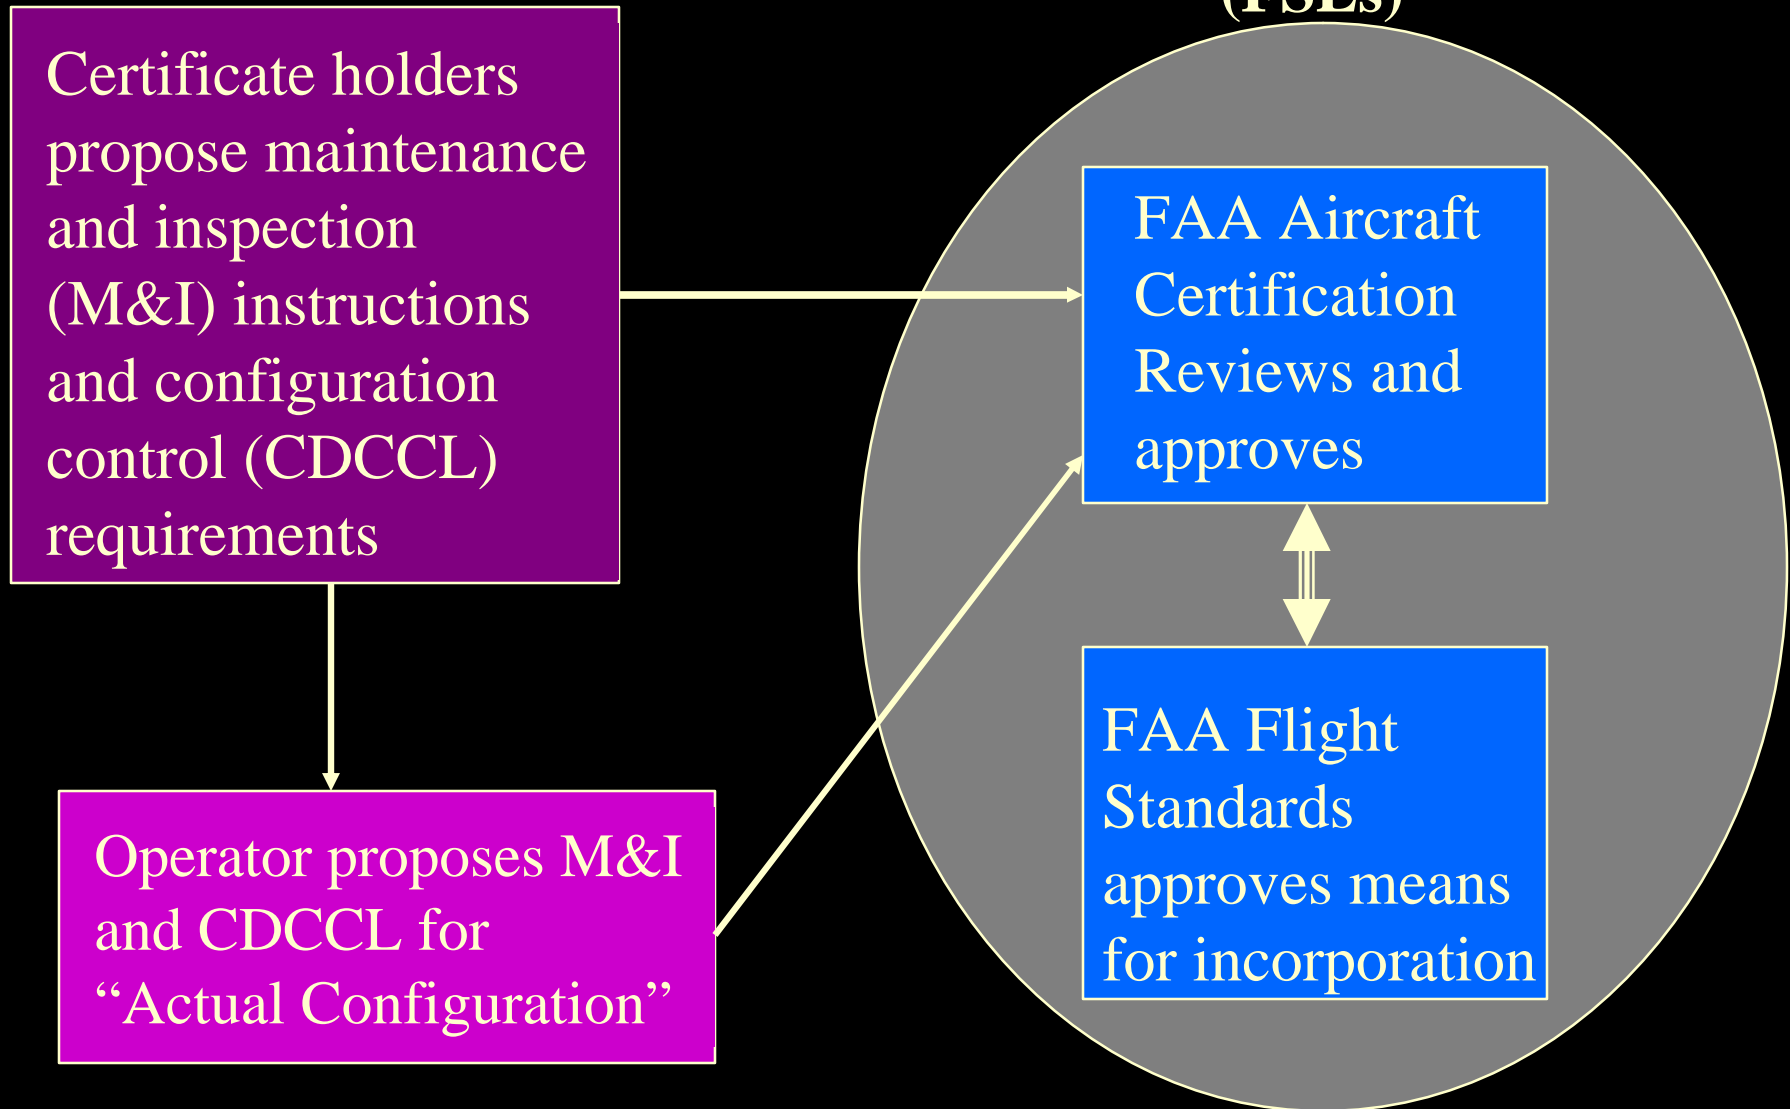 Certificate holders
propose maintenance
and inspection
(M&I) instructions
and configuration
control (CDCCL)
requirements
FAA Aircraft
Certification
Reviews and
approves
FAA Flight
Standards
approves means
for incorporation
Operator proposes M&I
and CDCCL for
“Actual Configuration”